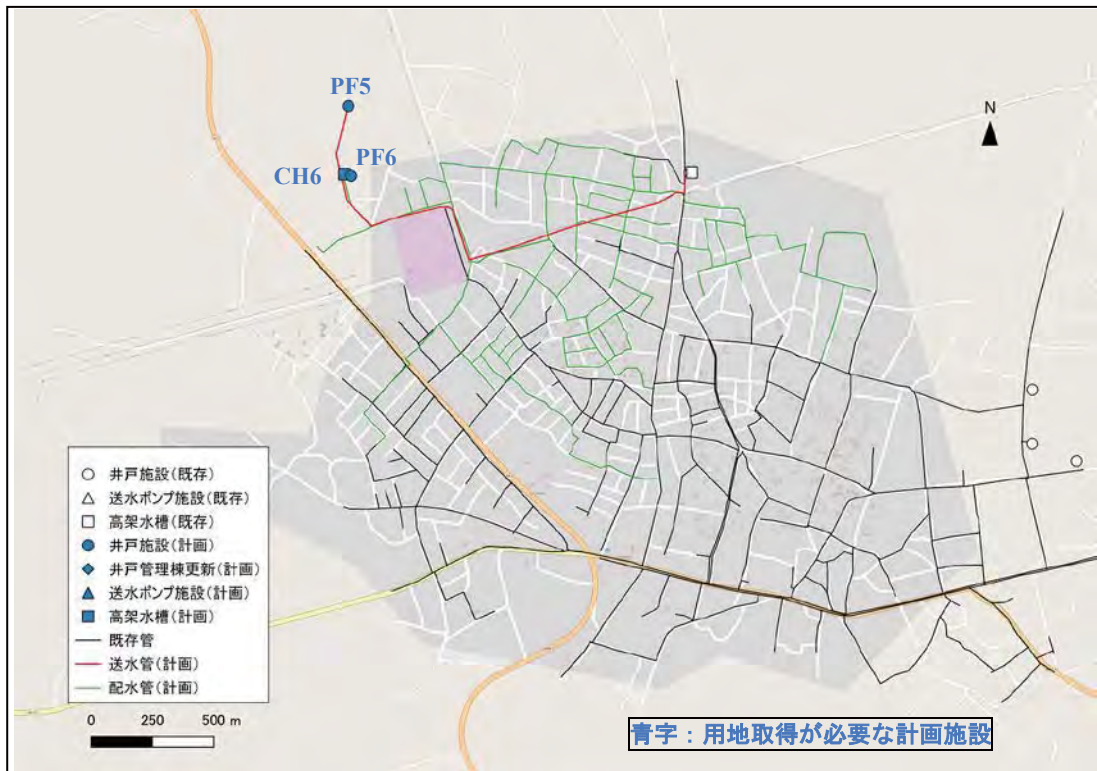 PF5
N
PF6
CH6
井戸施設(既存)
送水ポンプ施設(既存)
高架水槽(既存)
井戸施設(計画)
井戸管理棟更新(計画)
送水ポンプ施設(計画)
高架水槽(計画)
既存管
送水管(計画)
配水管(計画)
0 250 500 m
青字：用地取得が必要な計画施設